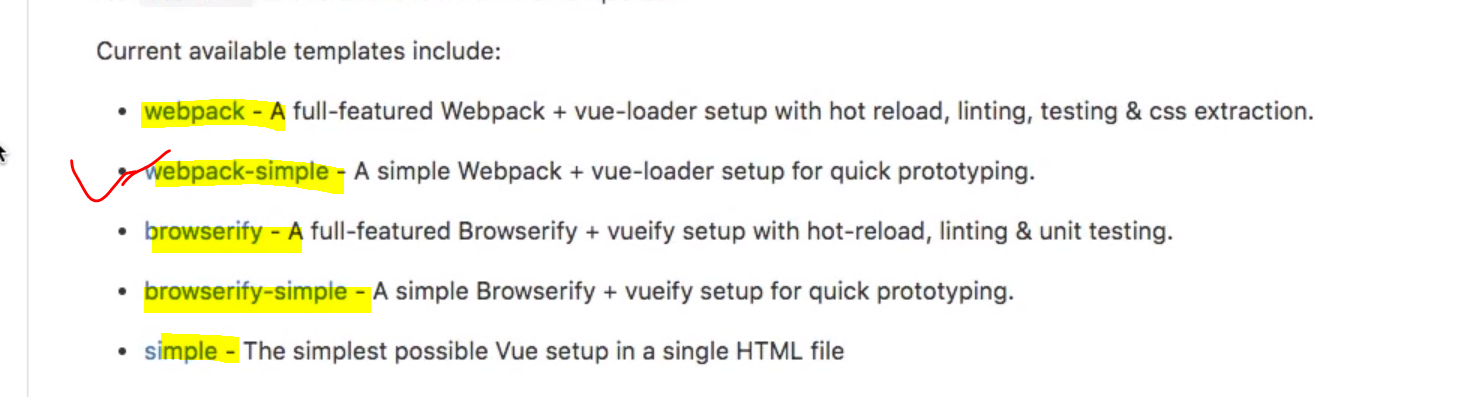 Current available templates include:
• webpack - A full-featured Webpack + vue-loader setup with hot reload, linting, testing & css extraction.
• webpack-simple - A simple Webpack + vue-loader setup for quick prototyping.
• browserify - A full-featured Browserify + vueify setup with hot-reload, linting & unit testing.
• browserify-simple - A simple Browserify + vueify setup for quick prototyping.
• simple - The simplest possible Vue setup in a single HTML file